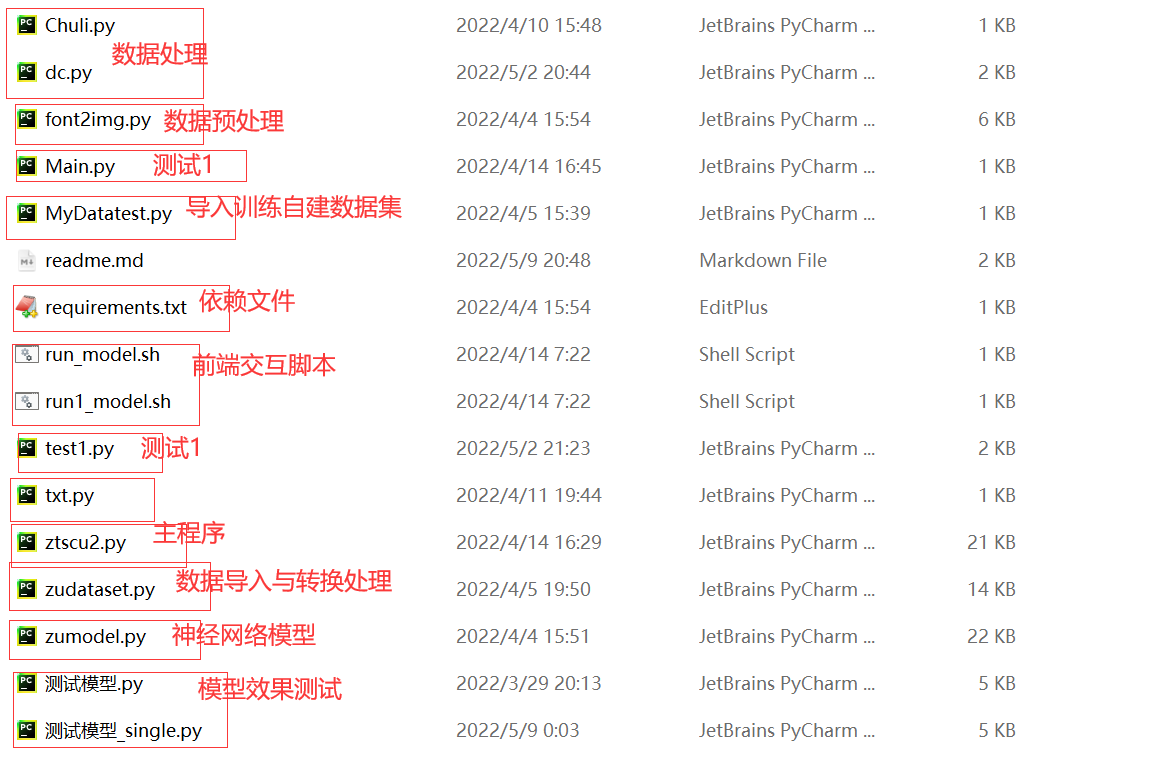 Chuli.py 2022/4/10 15:48 JetBrains PyCharm ... 1 KB
数据处理
dc.py 2022/5/2 20:44 JetBrains PyCharm ... 2 KB
font2img.py 数据预处理 2022/4/4 15:54 JetBrains PyCharm ... 6 KB
Main.py 测试1 2022/4/14 16:45 JetBrains PyCharm ... 1 KB
MyDatatest.py 导入训练自建数据集 2022/4/5 15:39 JetBrains PyCharm ... 1 KB
readme.md 2022/5/9 20:48 Markdown File 2 KB
requirements.txt 依赖文件 2022/4/4 15:54 EditPlus 1 KB
run_model.sh 前端交互脚本 2022/4/14 7:22 Shell Script 1 KB
run1_model.sh 2022/4/14 7:22 Shell Script 1 KB
test1.py 测试1 2022/5/2 21:23 JetBrains PyCharm ... 2 KB
txt.py 2022/4/11 19:44 JetBrains PyCharm ... 1 KB
ztscu2.py 主程序 2022/4/14 16:29 JetBrains PyCharm ... 21 KB
zudataset.py 数据导入与转换处理 2022/4/5 19:50 JetBrains PyCharm ... 14 KB
zumodel.py 神经网络模型 2022/4/4 15:51 JetBrains PyCharm ... 22 KB
测试模型.py 模型效果测试 2022/3/29 20:13 JetBrains PyCharm ... 5 KB
测试模型_single.py 2022/5/9 0:03 JetBrains PyCharm ... 5 KB